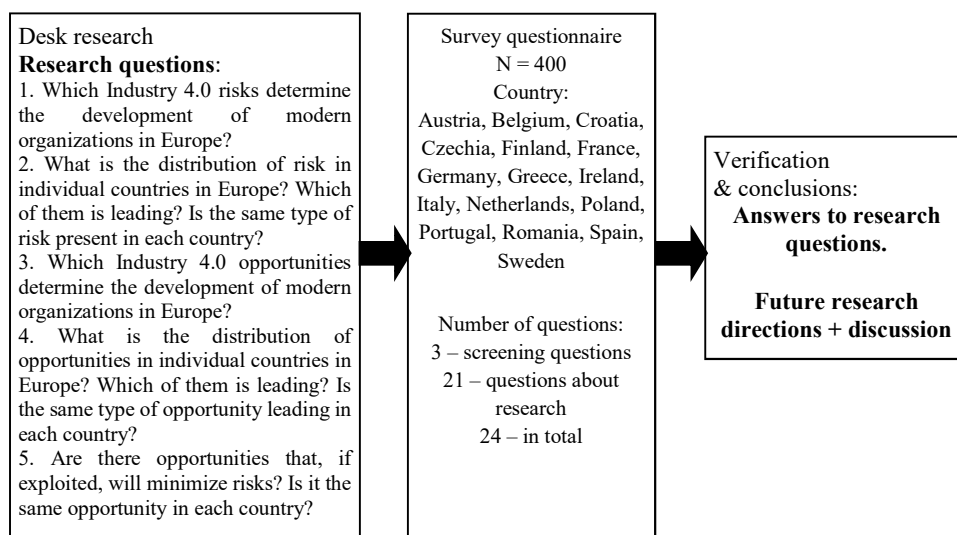 Desk research
Research questions:
1. Which Industry 4.0 risks determine
the development of modern
organizations in Europe?
2. What is the distribution of risk in
individual countries in Europe? Which
of them is leading? Is the same type of
risk present in each country?
3. Which Industry 4.0 opportunities
determine the development of modern
organizations in Europe?
4. What is the distribution of
opportunities in individual countries in
Europe? Which of them is leading? Is
the same type of opportunity leading in
each country?
5. Are there opportunities that, if
exploited, will minimize risks? Is it the
same opportunity in each country?
Survey questionnaire
N = 400
Country:
Austria, Belgium, Croatia,
Czechia, Finland, France,
Germany, Greece, Ireland,
Italy, Netherlands, Poland,
Portugal, Romania, Spain,
Sweden
Number of questions:
3 – screening questions
21 – questions about
research
24 – in total
Verification
& conclusions:
Answers to research
questions.
Future research
directions + discussion